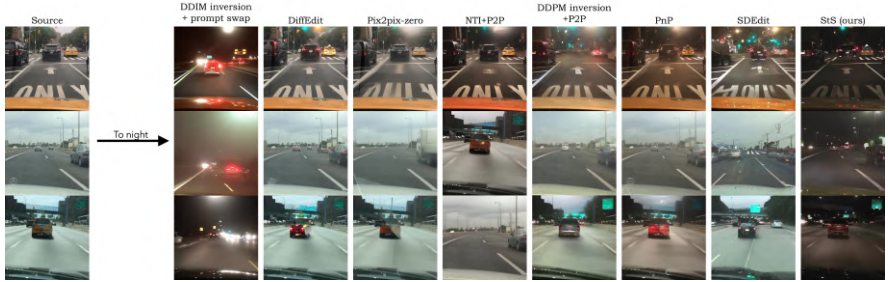 Source
To night
DDIM inversion
+ prompt swap
DiffEdit
Pix2pix-zero
NTI+P2P
DDPM inversion
+P2P
PnP
SDEdit
StS (ours)
ONLY